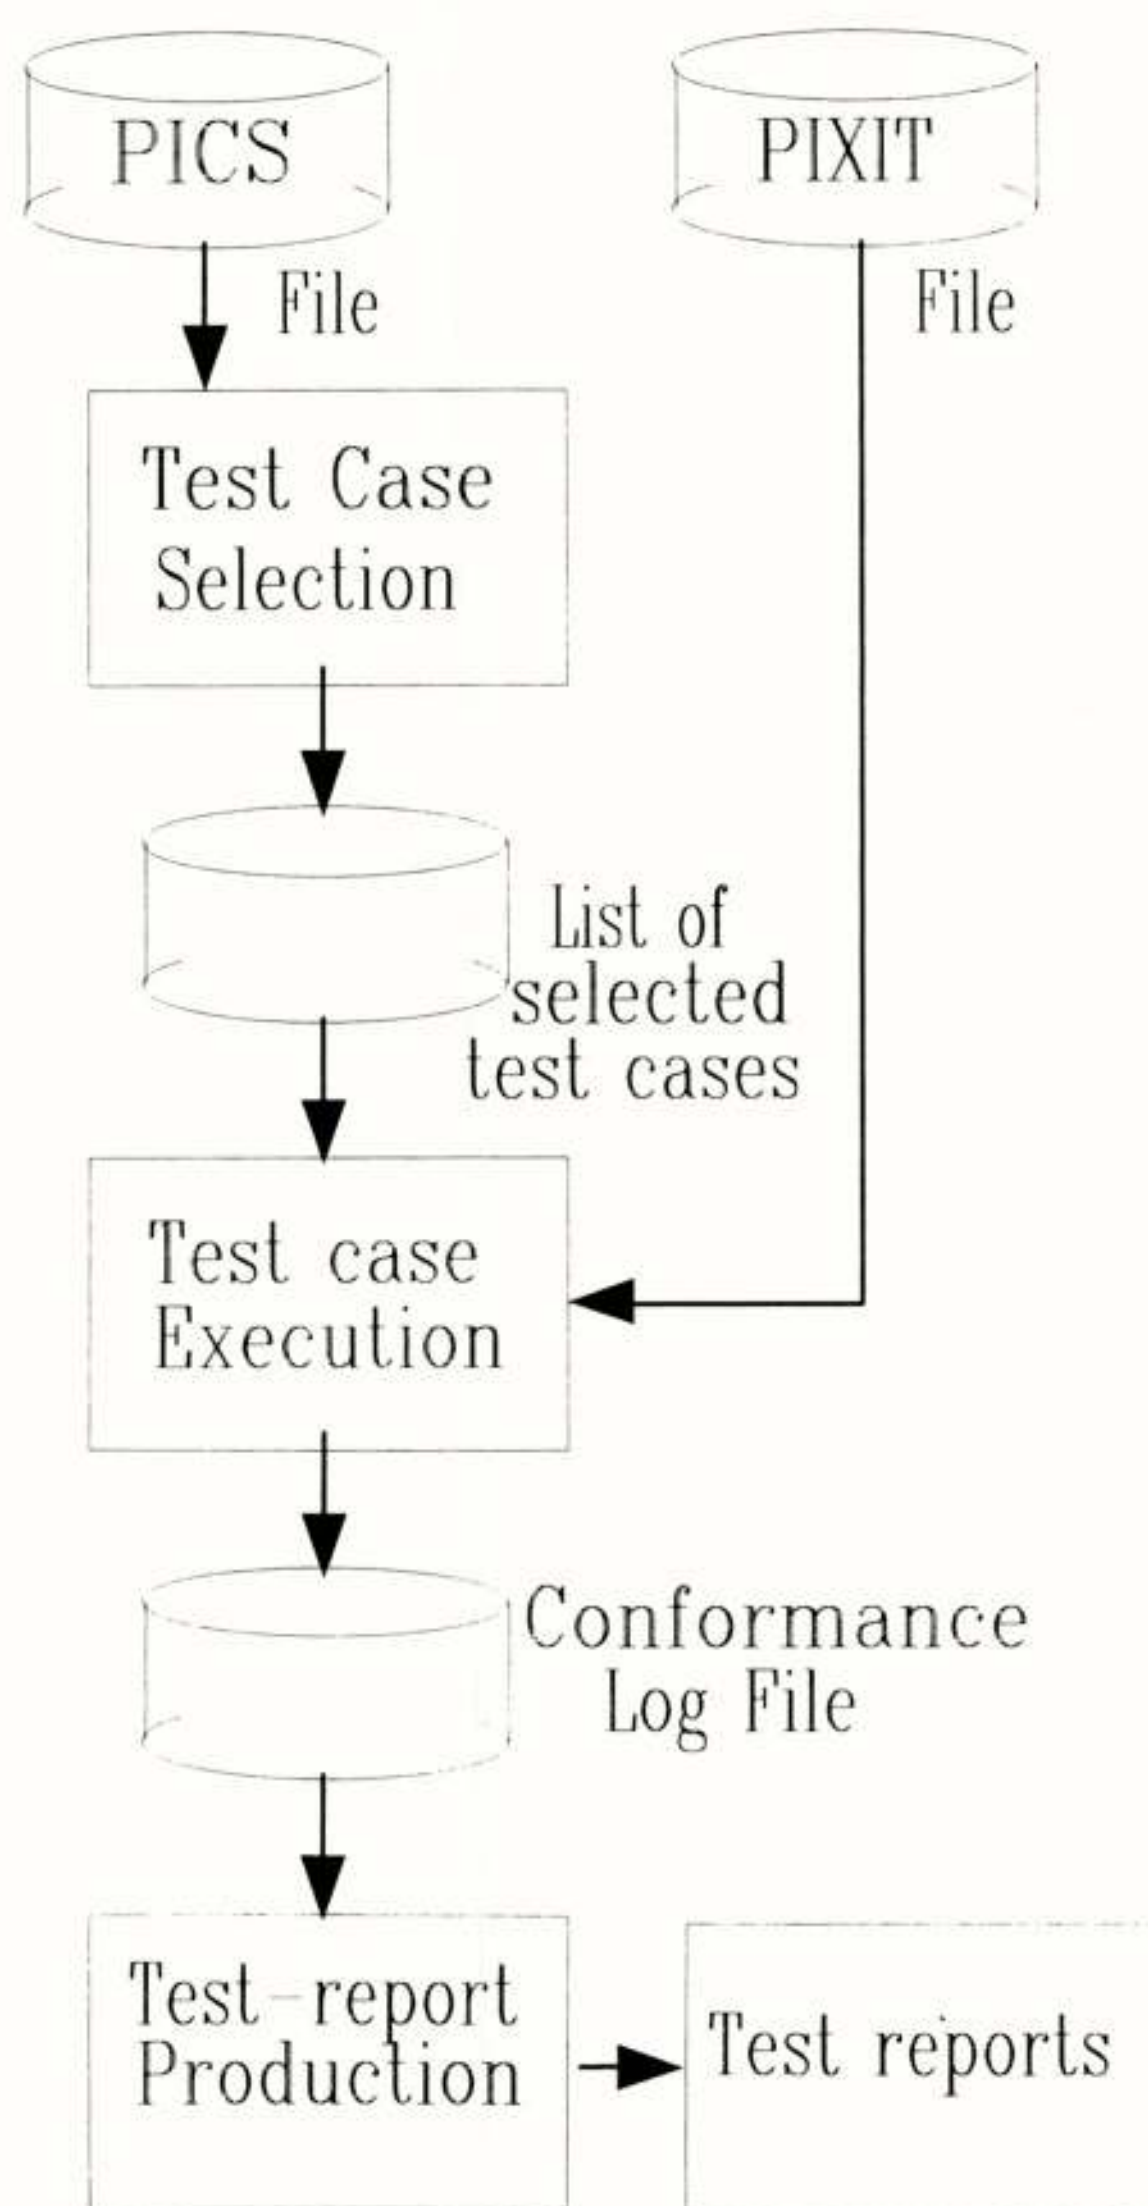 PICS
PIXIT
File
File
Test Case
Selection
List of
selected
test cases
Test case
Execution
Conformance
Log File
Test-report
Production
Test reports